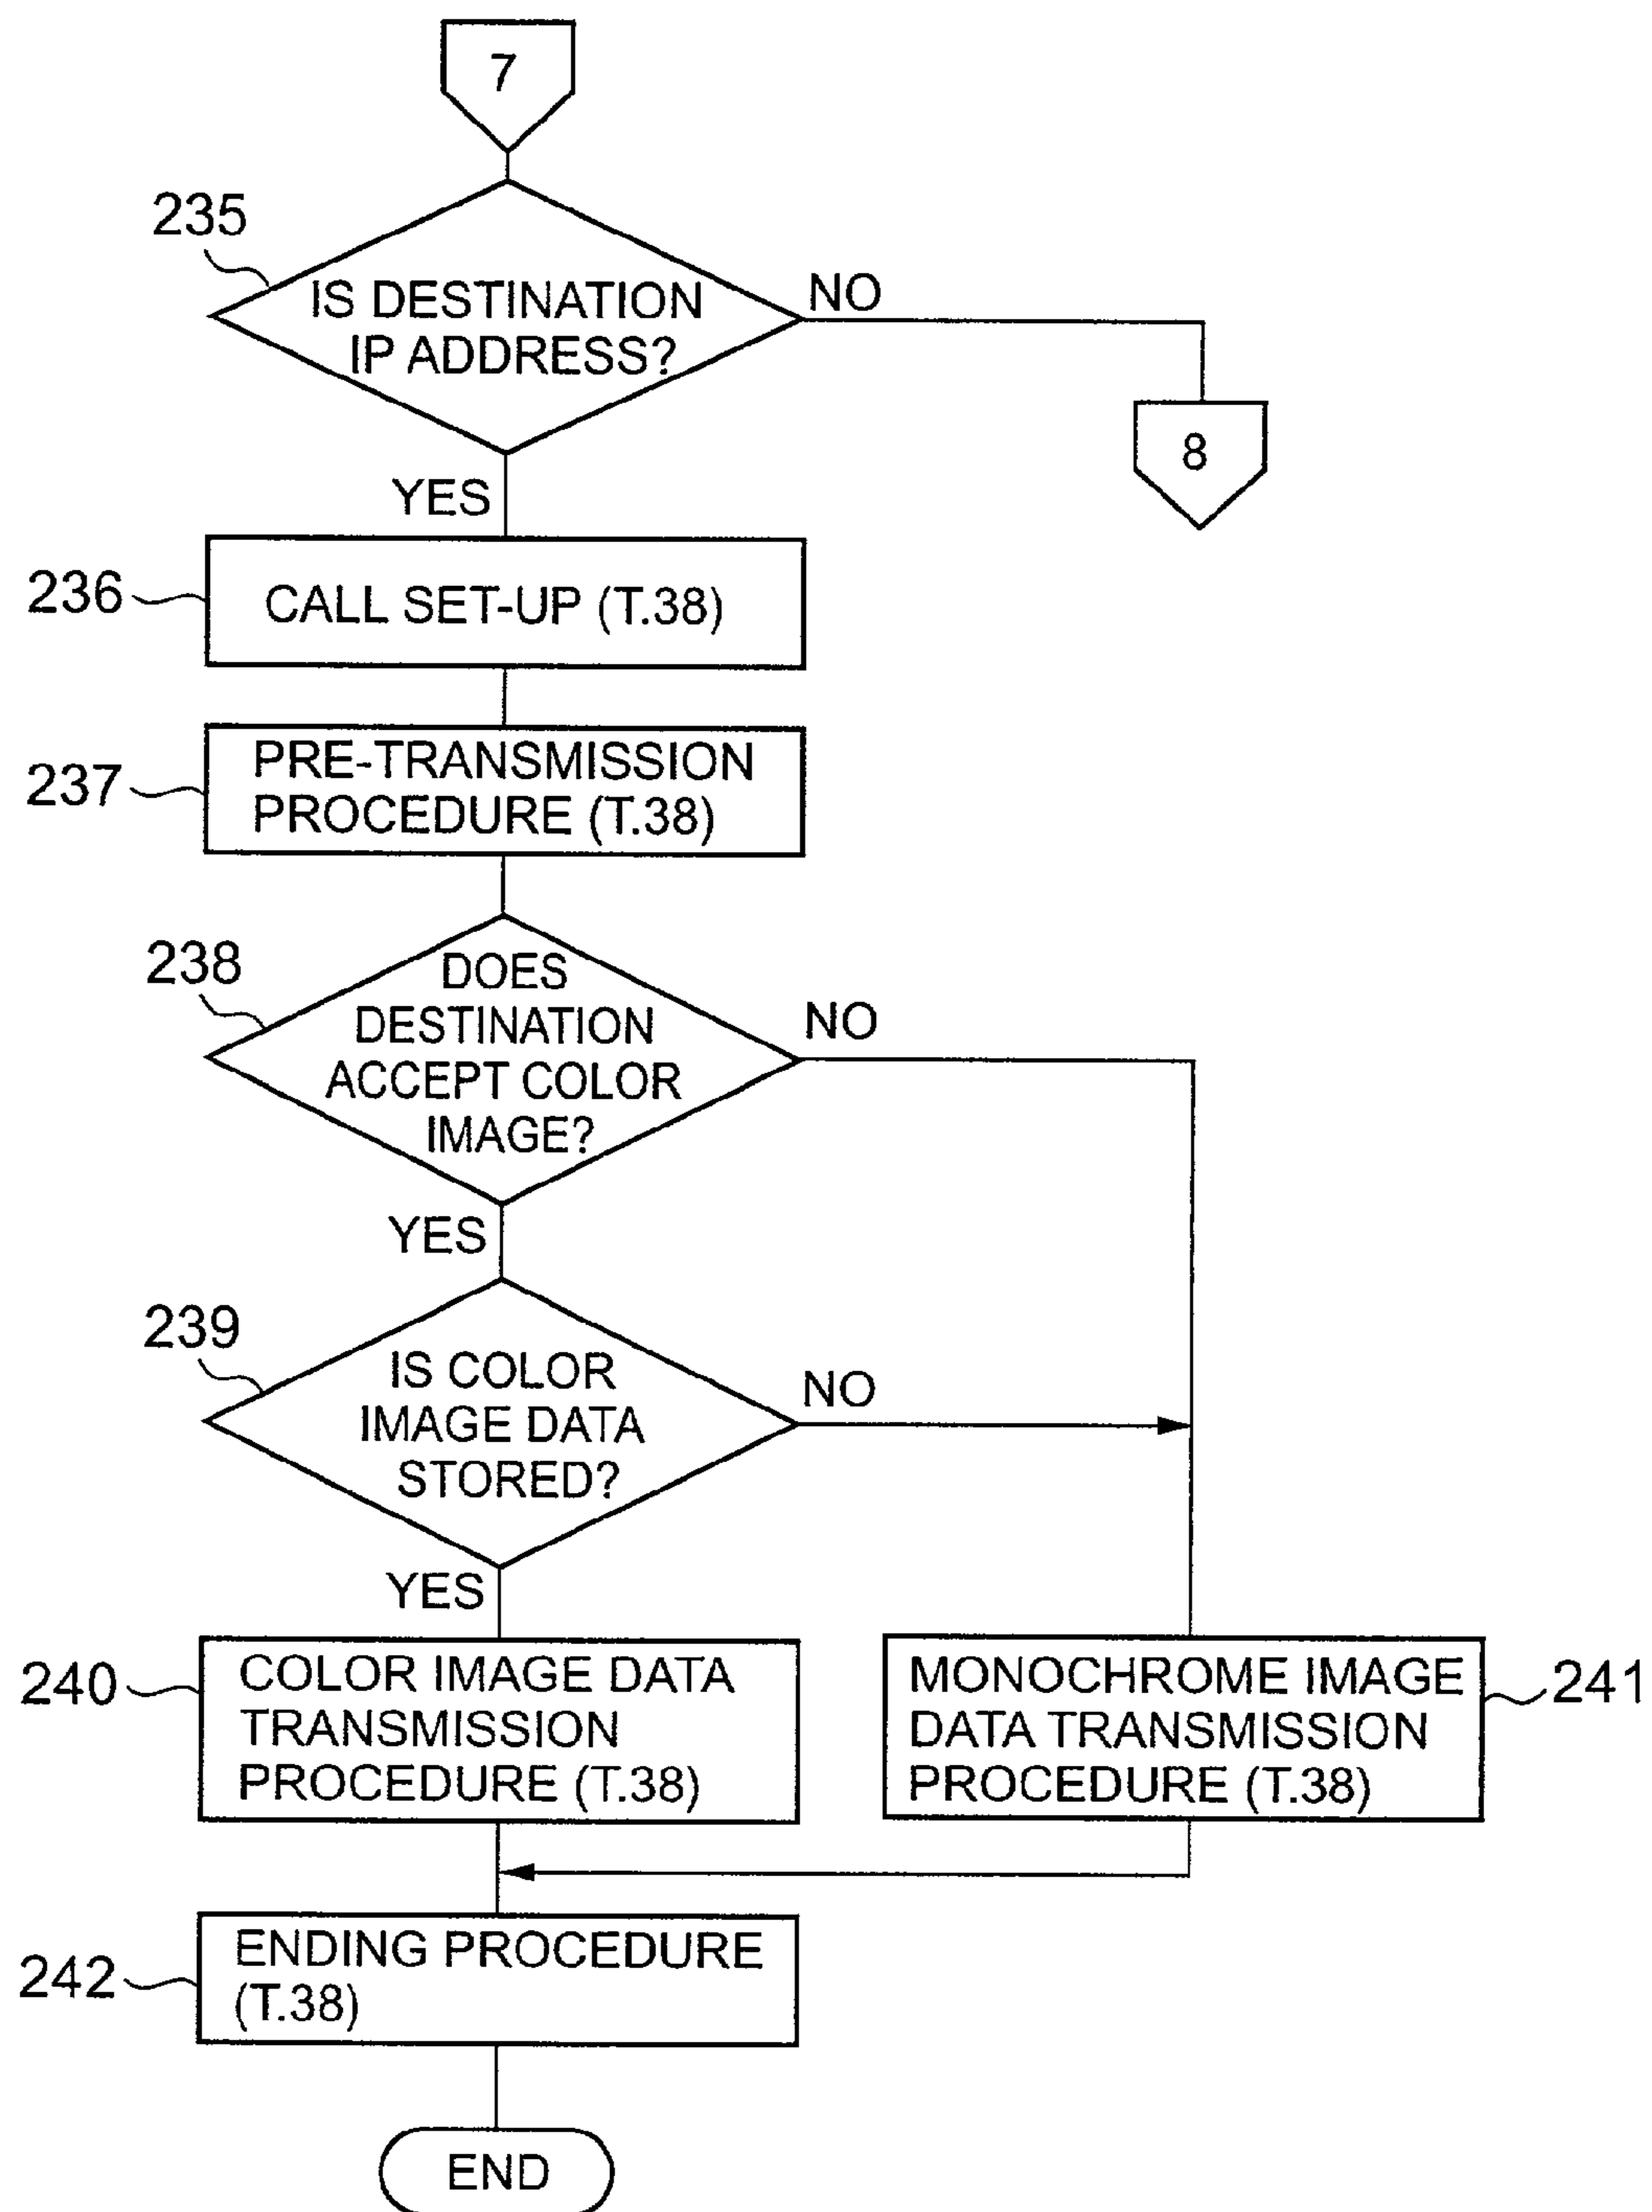 7
235
IS DESTINATION
IP ADDRESS?
NO
8
YES
236
CALL SET-UP (T.38)
237
PRE-TRANSMISSION
PROCEDURE (T.38)
238
DOES
DESTINATION
ACCEPT COLOR
IMAGE?
NO
YES
239
IS COLOR
IMAGE DATA
STORED?
NO
YES
240
COLOR IMAGE DATA
TRANSMISSION
PROCEDURE (T.38)
MONOCHROME IMAGE
DATA TRANSMISSION
PROCEDURE (T.38)
241
242
ENDING PROCEDURE
(T.38)
END